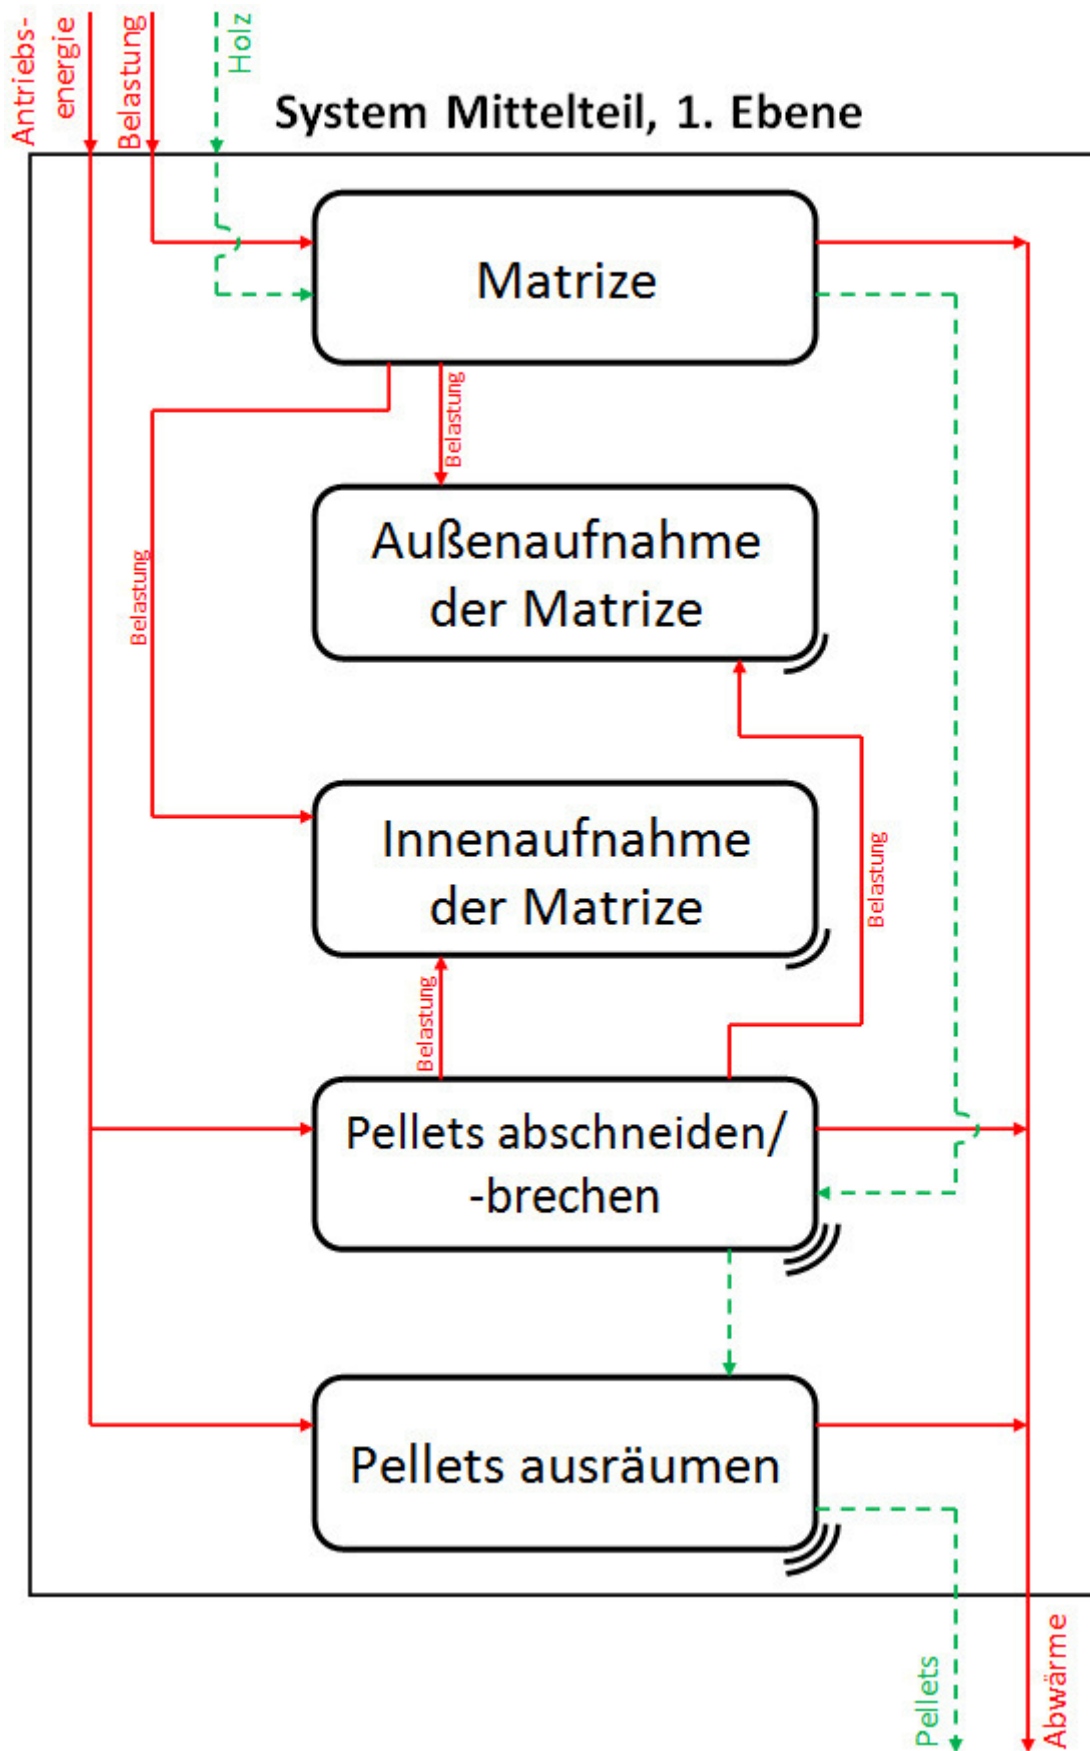 Antriebs-
energie
Belastung
Holz
System Mittelteil, 1. Ebene
Matrize
Belastung
Außenaufnahme
der Matrize
Belastung
Innenaufnahme
der Matrize
Belastung
Belastung
Pellets abschneiden/
-brechen
Pellets ausräumen
Pellets
Abwärme